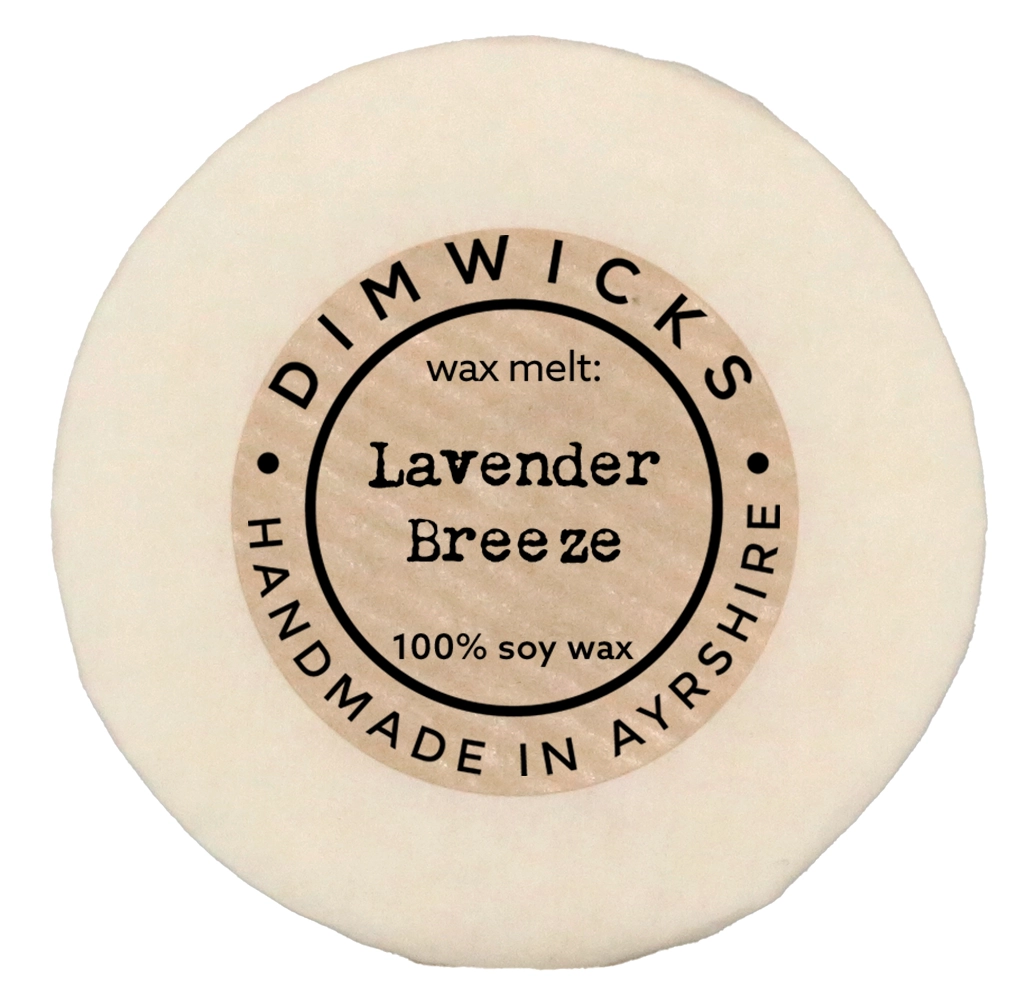 DIMWICKS
wax melt:
Lavender
Breeze
100% soy wax
• HANDMADE IN AYRSHIRE •